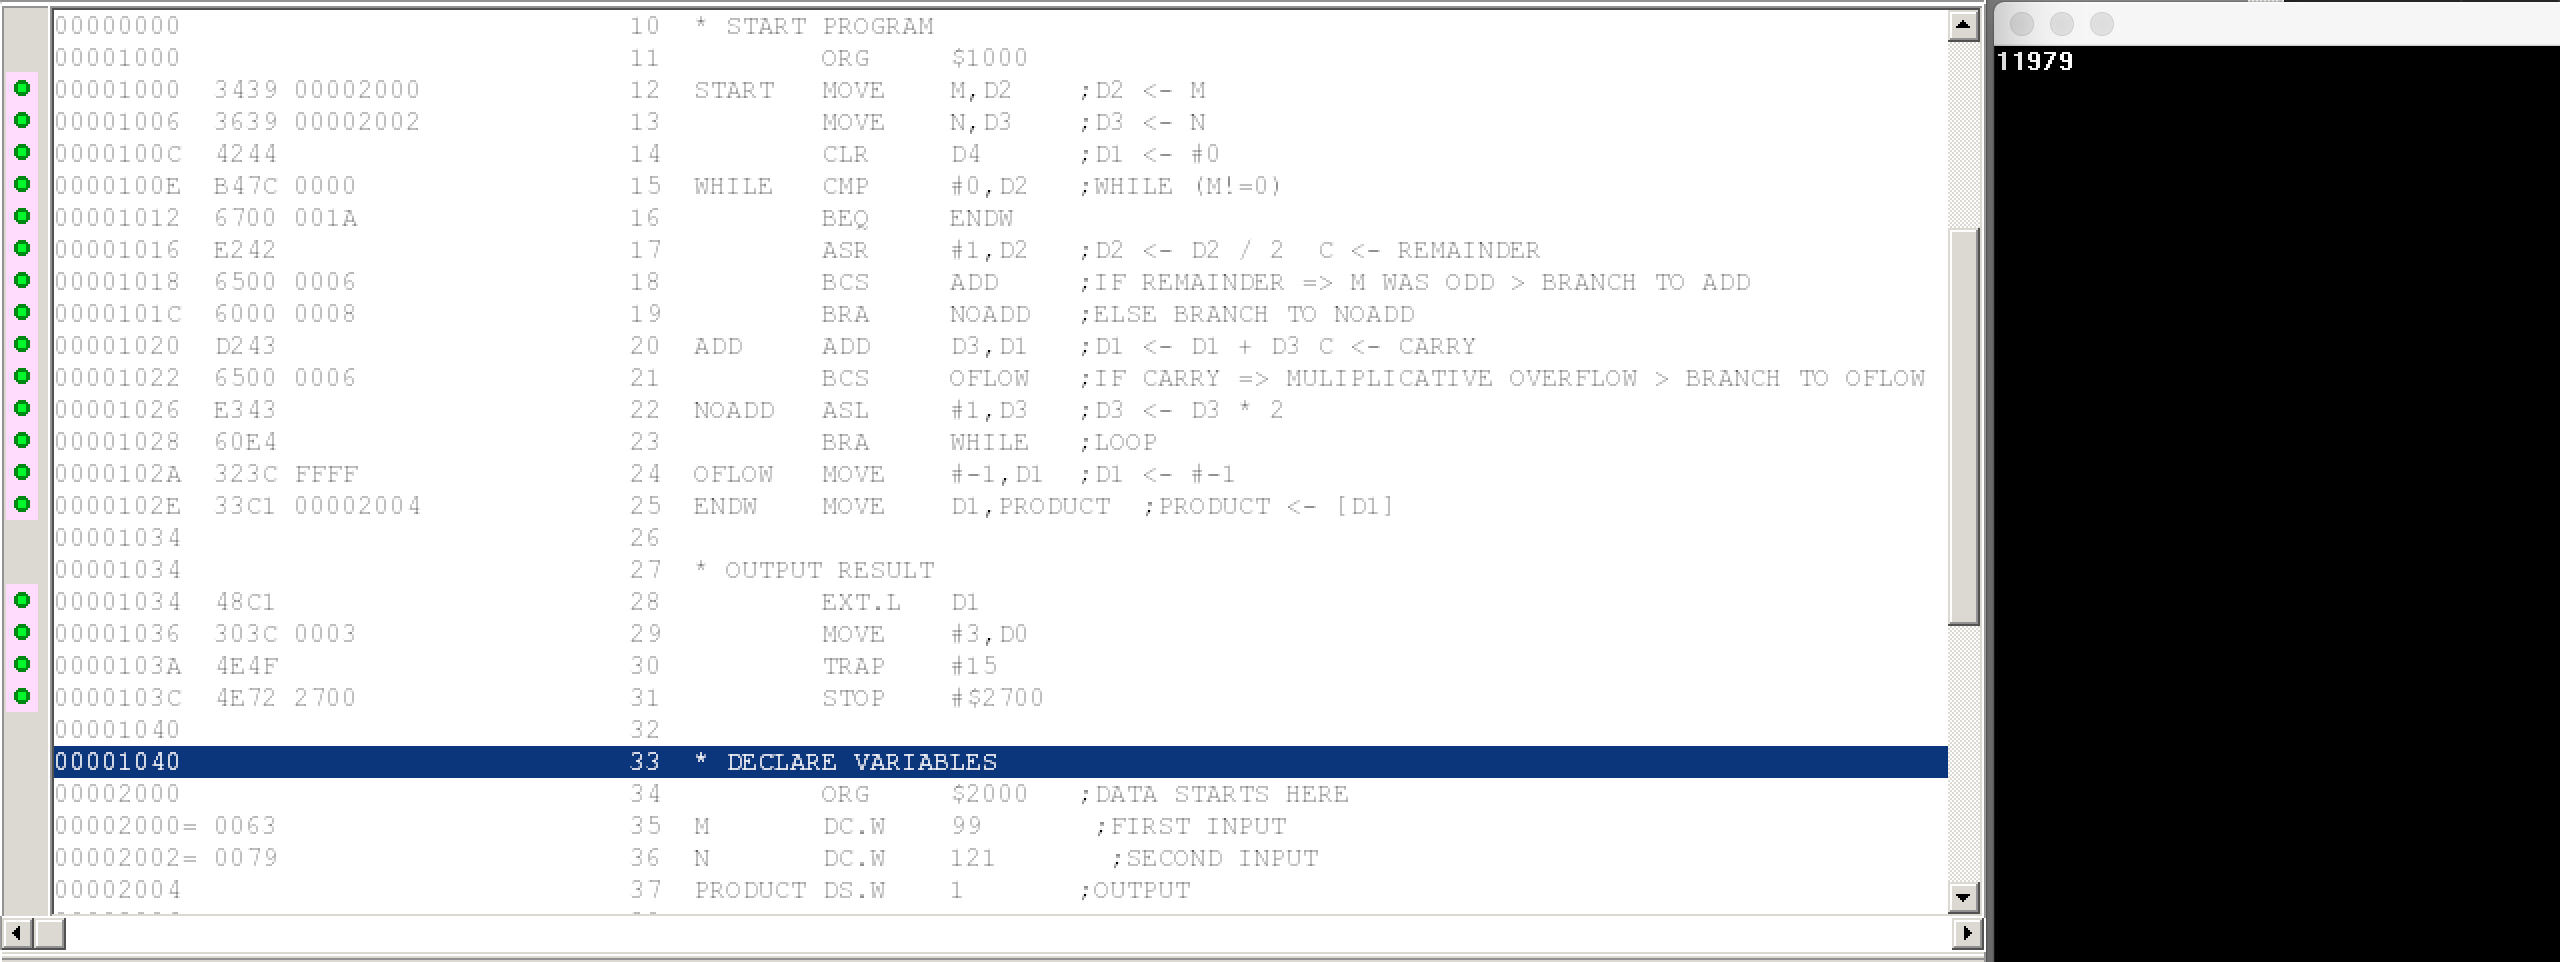 00000000 10 * START PROGRAM
00001000 11 ORG $1000
00001000 3439 00002000 12 START MOVE M,D2 ;D2 <- M
00001006 3639 00002002 13 MOVE N,D3 ;D3 <- N
0000100C 4244 14 CLR D4 ;D1 <- #0
0000100E B47C 0000 15 WHILE CMP #0,D2 ;WHILE (M!=0)
00001012 6700 001A 16 BEQ ENDW
00001016 E242 17 ASR #1,D2 ;D2 <- D2 / 2 C <- REMAINDER
00001018 6500 0006 18 BCS ADD ;IF REMAINDER => M WAS ODD > BRANCH TO ADD
0000101C 6000 0008 19 BRA NOADD ;ELSE BRANCH TO NOADD
00001020 D243 20 ADD ADD D3,D1 ;D1 <- D1 + D3 C <- CARRY
00001022 6500 0006 21 BCS OFLOW ;IF CARRY => MULIPLICATIVE OVERFLOW > BRANCH TO OFLOW
00001026 E343 22 NOADD ASL #1,D3 ;D3 <- D3 * 2
00001028 60E4 23 BRA WHILE ;LOOP
0000102A 323C FFFF 24 OFLOW MOVE #-1,D1 ;D1 <- #-1
0000102E 33C1 00002004 25 ENDW MOVE D1,PRODUCT ;PRODUCT <- [D1]
00001034 26
00001034 27 * OUTPUT RESULT
00001034 48C1 28 EXT.L D1
00001036 303C 0003 29 MOVE #3,D0
0000103A 4E4F 30 TRAP #15
0000103C 4E72 2700 31 STOP #$2700
00001040 32
00001040 33 * DECLARE VARIABLES
00002000 34 ORG $2000 ;DATA STARTS HERE
00002000= 0063 35 M DC.W 99 ;FIRST INPUT
00002002= 0079 36 N DC.W 121 ;SECOND INPUT
00002004 37 PRODUCT DS.W 1 ;OUTPUT
11979